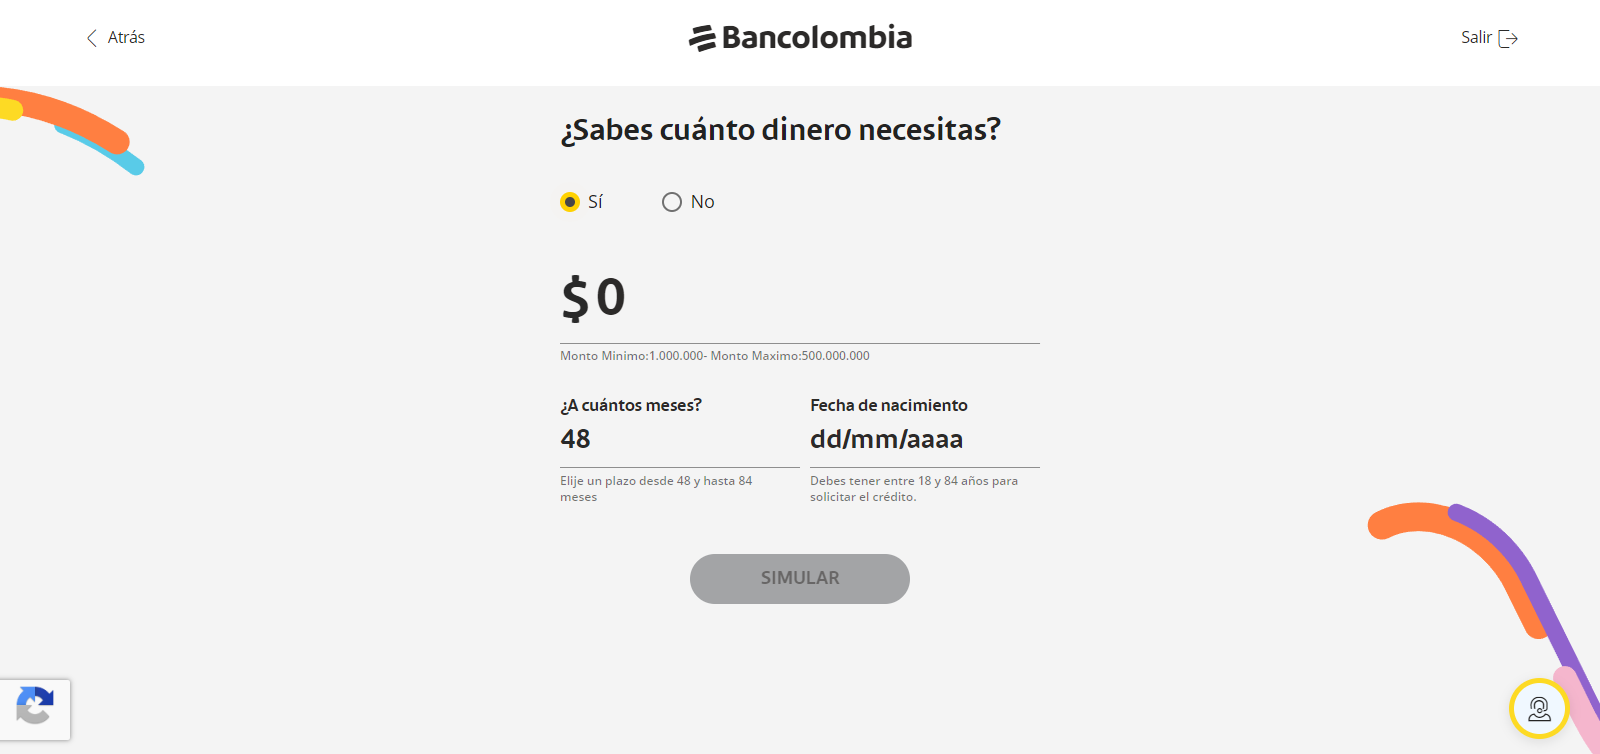 Atrás
Bancolombia
Salir
¿Sabes cuánto dinero necesitas?
Sí
No
$ 0
Monto Minimo:1.000.000- Monto Maximo:500.000.000
¿A cuántos meses?
48
Elije un plazo desde 48 y hasta 84
meses
Fecha de nacimiento
dd/mm/aaaa
Debes tener entre 18 y 84 años para
solicitar el crédito.
SIMULAR